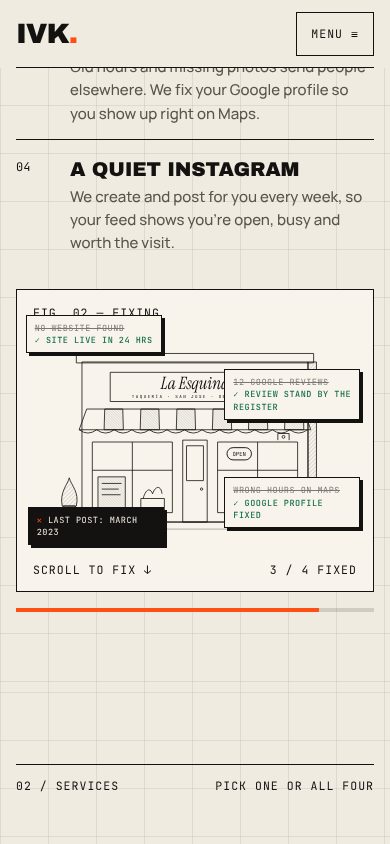 IVK.
MENU ≡
Old hours and missing photos send people
elsewhere. We fix your Google profile so
you show up right on Maps.
04
A QUIET INSTAGRAM
We create and post for you every week, so
your feed shows you're open, busy and
worth the visit.
FIG. 02 — FIXING
NO WEBSITE FOUND
✓ SITE LIVE IN 24 HRS
La Esquina
TAQUERÍA · SAN JOSE
12 GOOGLE REVIEWS
✓ REVIEW STAND BY THE
REGISTER
OPEN
WRONG HOURS ON MAPS
✓ GOOGLE PROFILE
FIXED
× LAST POST: MARCH
2023
SCROLL TO FIX ↓
3 / 4 FIXED
02 / SERVICES
PICK ONE OR ALL FOUR